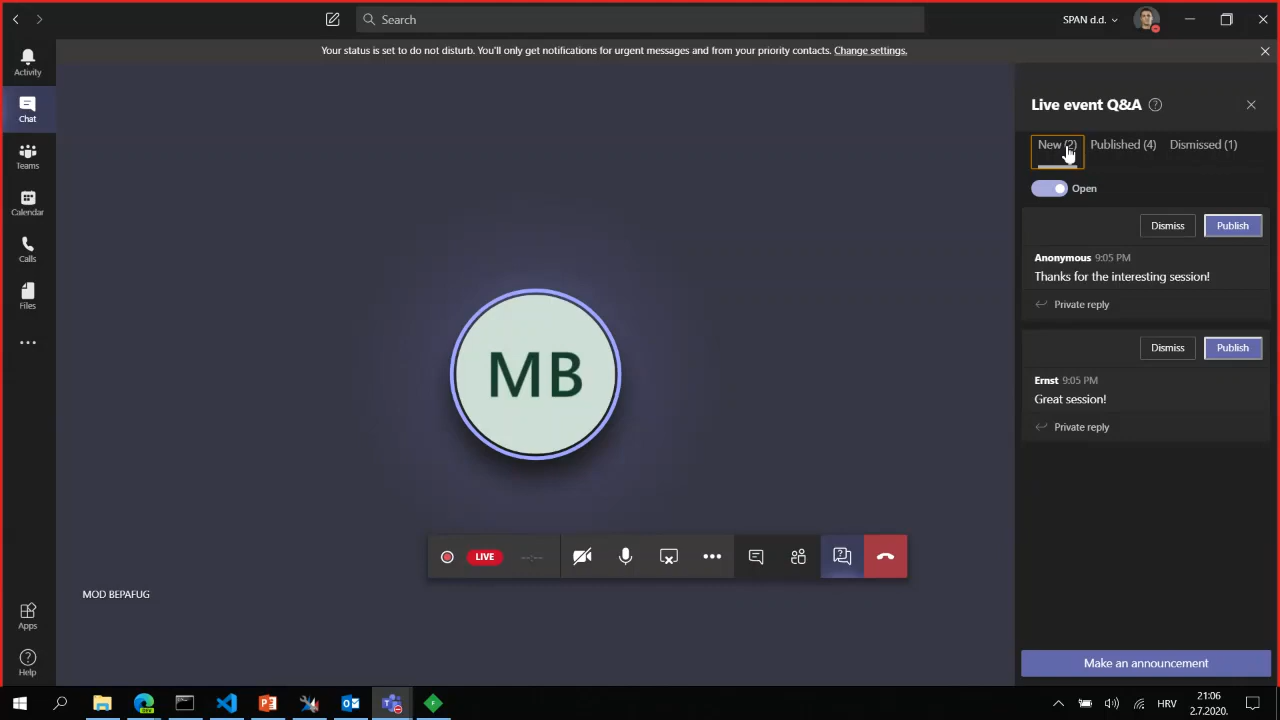 Search
SPAN d.d.
Your status is set to do not disturb. You'll only get notifications for urgent messages and from your priority contacts. Change settings.
Activity
Chat
Teams
Calendar
Calls
Files
Apps
Help
MB
MOD BEPAFUG
LIVE
--:--
Live event Q&A
New (2)
Published (4)
Dismissed (1)
Open
Dismiss
Publish
Anonymous 9:05 PM
Thanks for the interesting session!
Private reply
Dismiss
Publish
Ernst 9:05 PM
Great session!
Private reply
Make an announcement
DEV
HRV
21:06
2.7.2020.